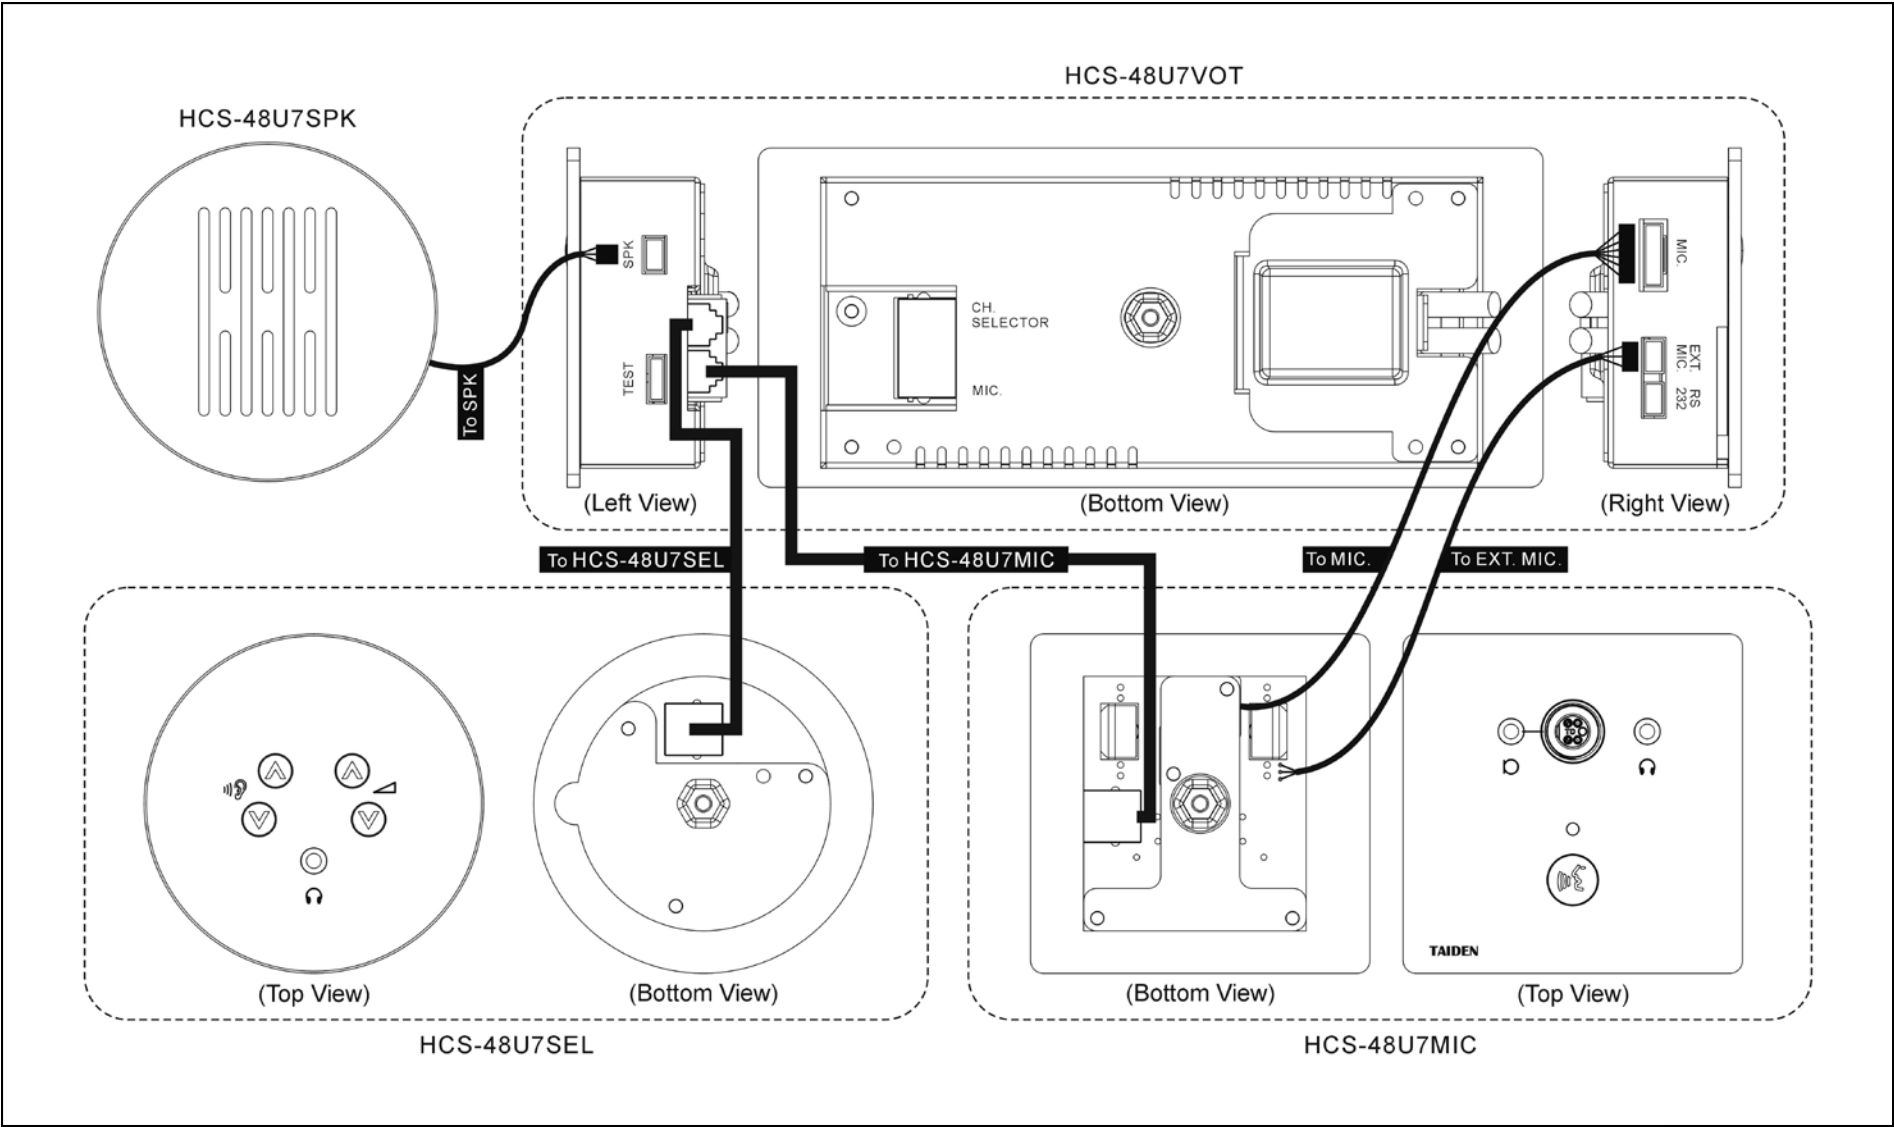 HCS-48U7VOT
HCS-48U7SPK
SPK
TEST
To SPK
CH.
SELECTOR
MIC.
MIC.
EXT.
MIC.
RS
232
(Left View)
(Bottom View)
(Right View)
To HCS-48U7SEL
To HCS-48U7MIC
To MIC.
To EXT. MIC.
TAIDEN
(Top View)
(Bottom View)
(Bottom View)
(Top View)
HCS-48U7SEL
HCS-48U7MIC